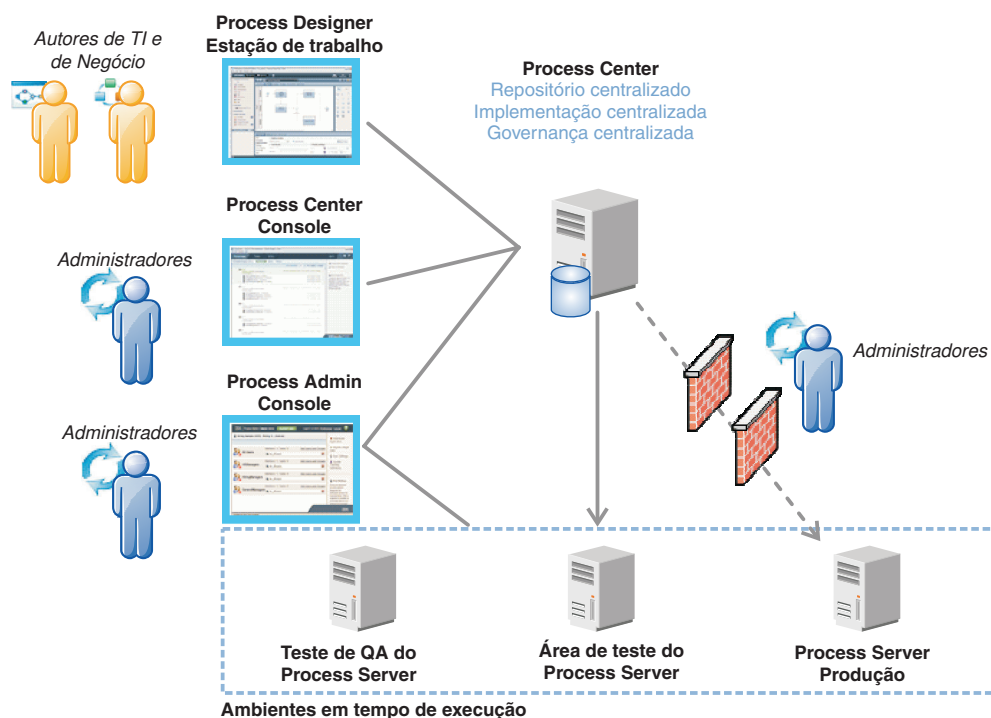 Autores de TI e
de Negócio
Process Designer
Estação de trabalho
Process Center
Repositório centralizado
Implementação centralizada
Governança centralizada
Process Center
Console
Administradores
Administradores
Process Admin
Console
Administradores
Teste de QA do
Process Server
Área de teste do
Process Server
Process Server
Produção
Ambientes em tempo de execução